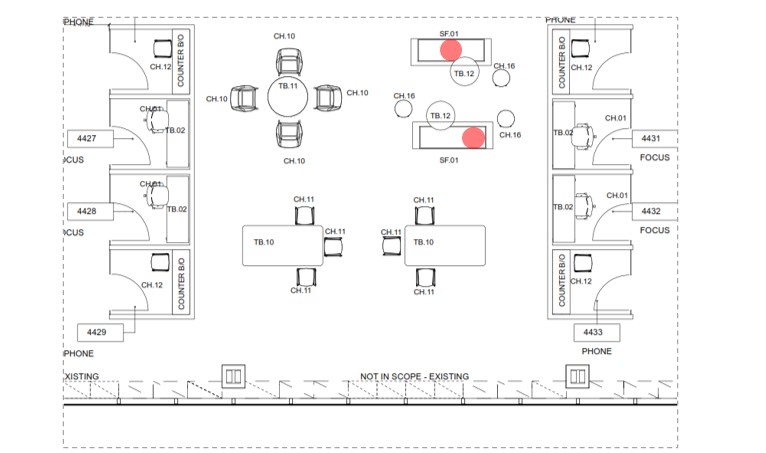 PHONE
PHONE
CH.10
SF.01
CH.12
COUNTER B/O
TB.12
CH.16
COUNTER B/O
CH.12
TB.11
CH.10
CH.10
CH.16
CH.01
TB.02
TB.12
CH.16
TB.02
CH.01
4427
4431
OCUS
CH.10
SF.01
FOCUS
CH.01
TB.02
CH.01
TB.02
4428
CH.11
CH.11
4432
OCUS
CH.11
CH.11
FOCUS
TB.10
TB.10
COUNTER B/O
CH.12
CH.11
CH.11
COUNTER B/O
CH.12
4429
4433
PHONE
PHONE
XISTING
NOT IN SCOPE - EXISTING